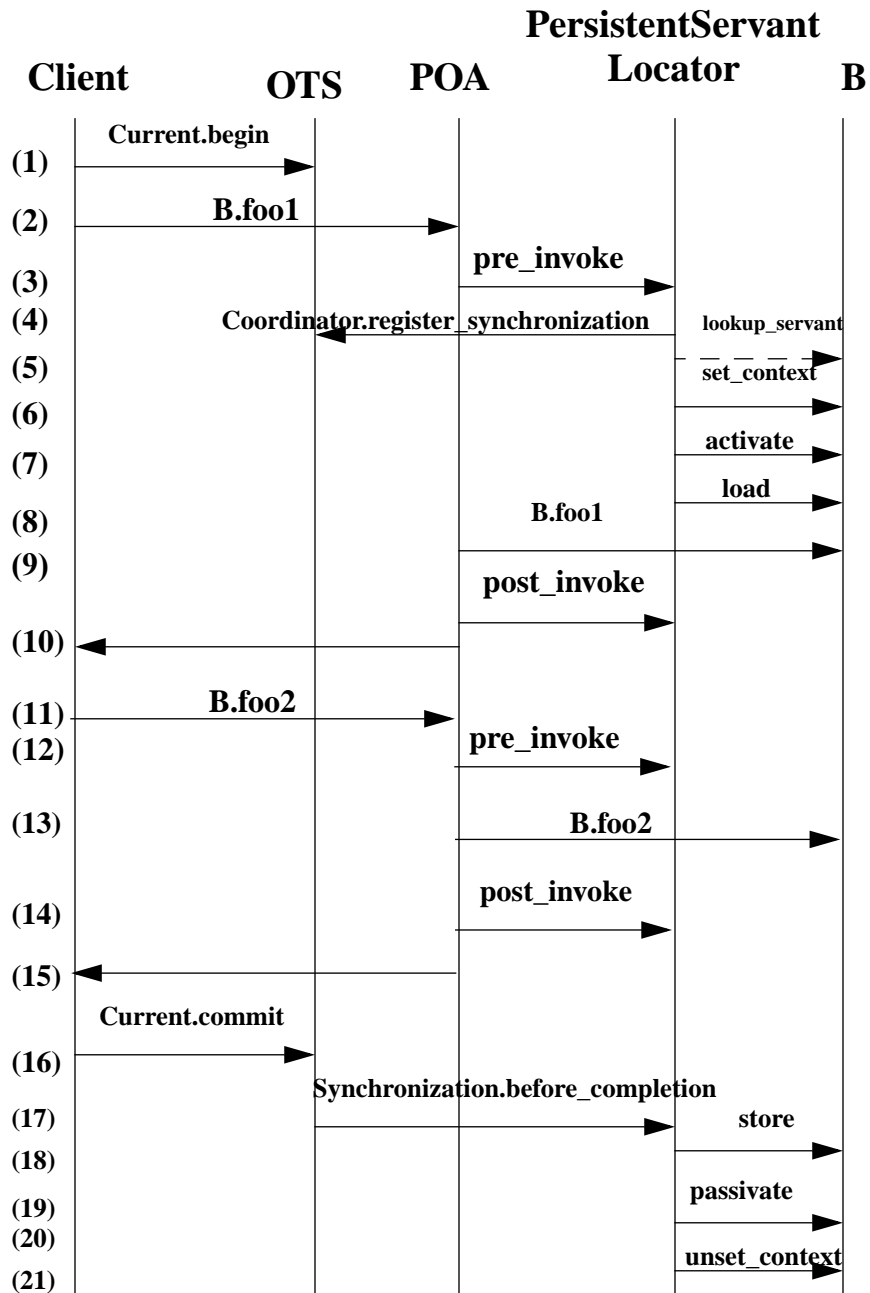 PersistentServant
Client OTS POA Locator B
Current.begin
(1)
B.foo1
(2)
pre_invoke
(3)
(4) Coordinator.register_synchronization lookup_servant
(5) set_context
(6)
activate
(7)
load
(8) B.foo1
(9)
post_invoke
(10)
(11) B.foo2
(12) pre_invoke
(13) B.foo2
post_invoke
(14)
(15)
Current.commit
(16)
Synchronization.before_completion
(17) store
(18)
passivate
(19)
(20)
unset_context
(21)